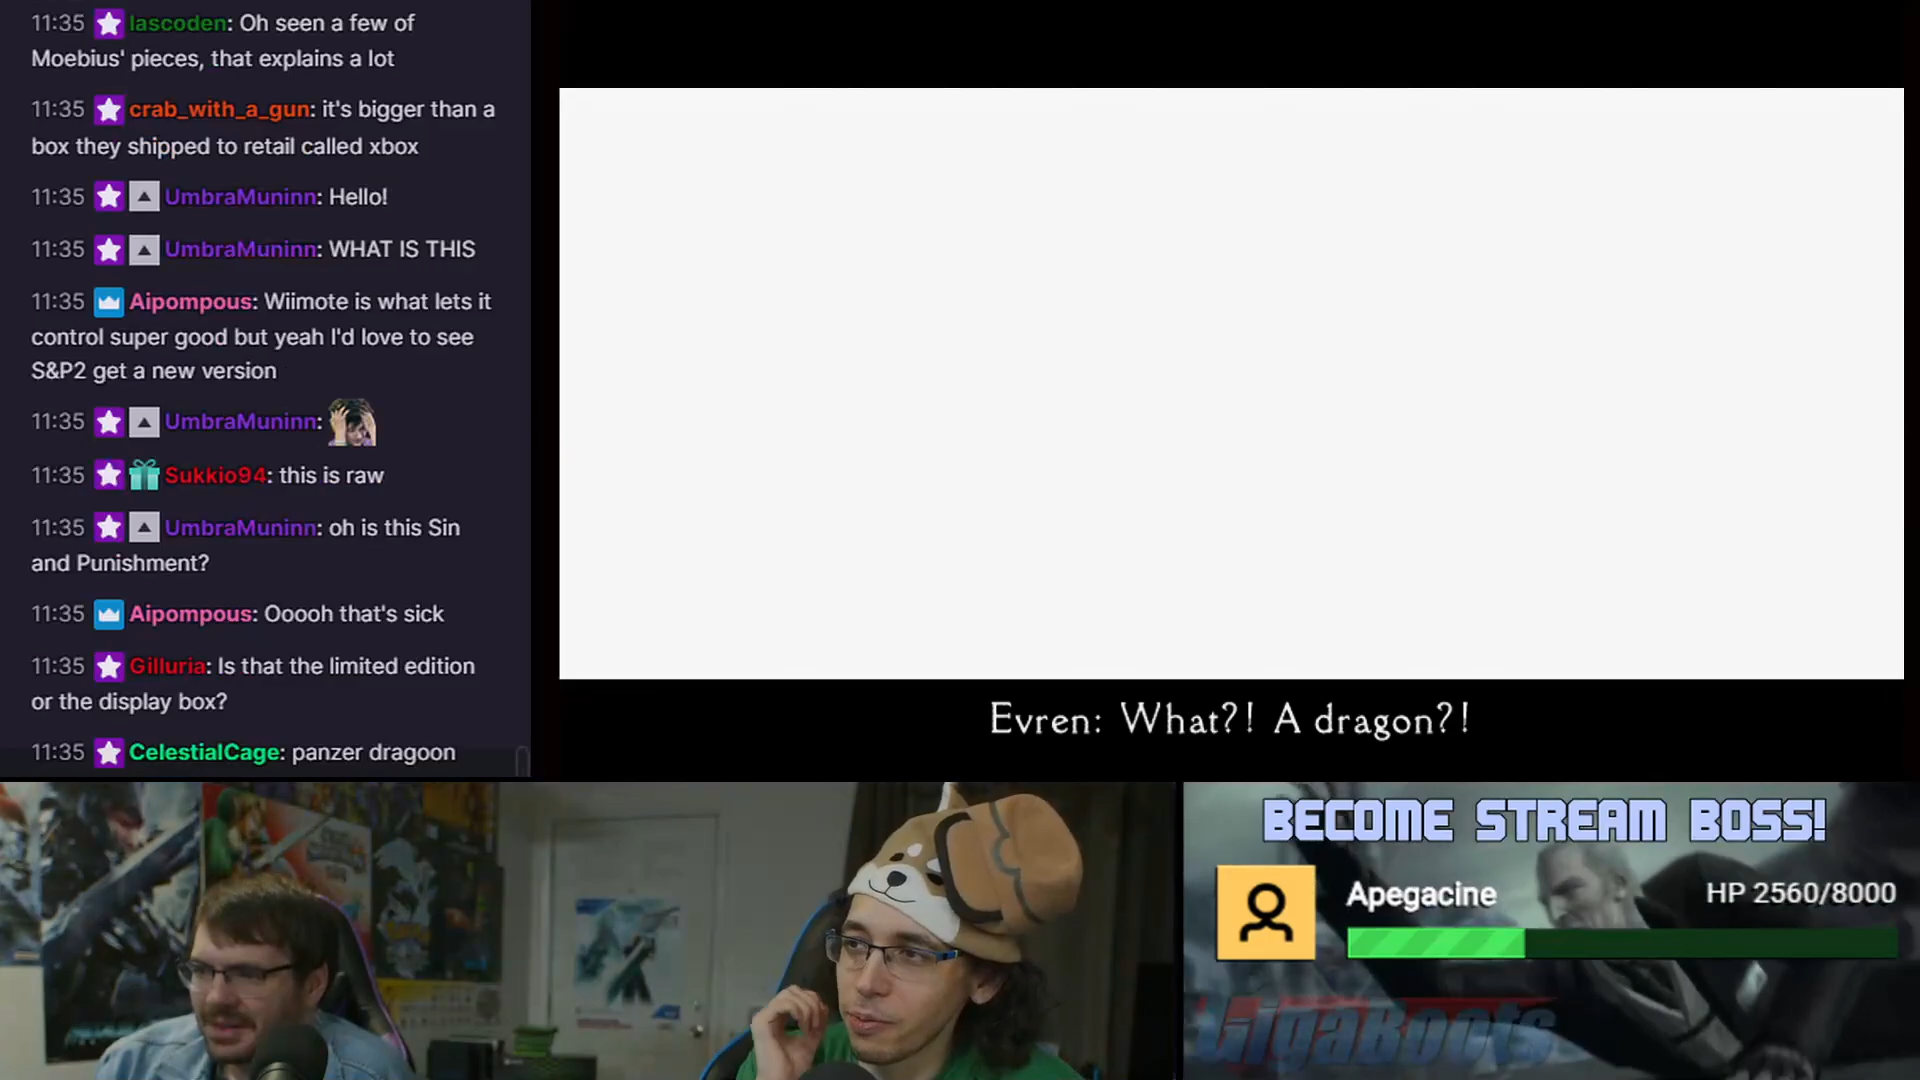 11:35 lascoden: Oh seen a few of
Moebius' pieces, that explains a lot
11:35 crab_with_a_gun: it's bigger than a
box they shipped to retail called xbox
11:35 UmbraMuninn: Hello!
11:35 UmbraMuninn: WHAT IS THIS
11:35 Aipompous: Wiimote is what lets it
control super good but yeah I'd love to see
S&P2 get a new version
11:35 UmbraMuninn:
11:35 Sukkio94: this is raw
11:35 UmbraMuninn: oh is this Sin
and Punishment?
11:35 Aipompous: Ooooh that's sick
11:35 Gilluria: Is that the limited edition
or the display box?
11:35 CelestialCage: panzer dragoon
Evren: What?! A dragon?!
BECOME STREAM BOSS!
Apegacine HP 2560/8000
GigaBoots